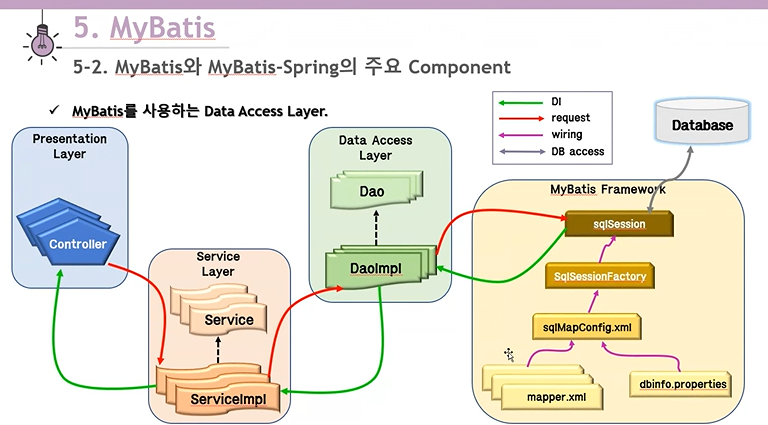 5. MyBatis
5-2. MyBatis와 MyBatis-Spring의 주요 Component
✓ MyBatis를 사용하는 Data Access Layer.
DI
request
wiring
DB access
Database
Presentation
Layer
Controller
Service
Layer
Service
ServiceImpl
Data Access
Layer
Dao
DaoImpl
MyBatis Framework
sqlSession
SqlSessionFactory
sqlMapConfig.xml
mapper.xml
dbinfo.properties